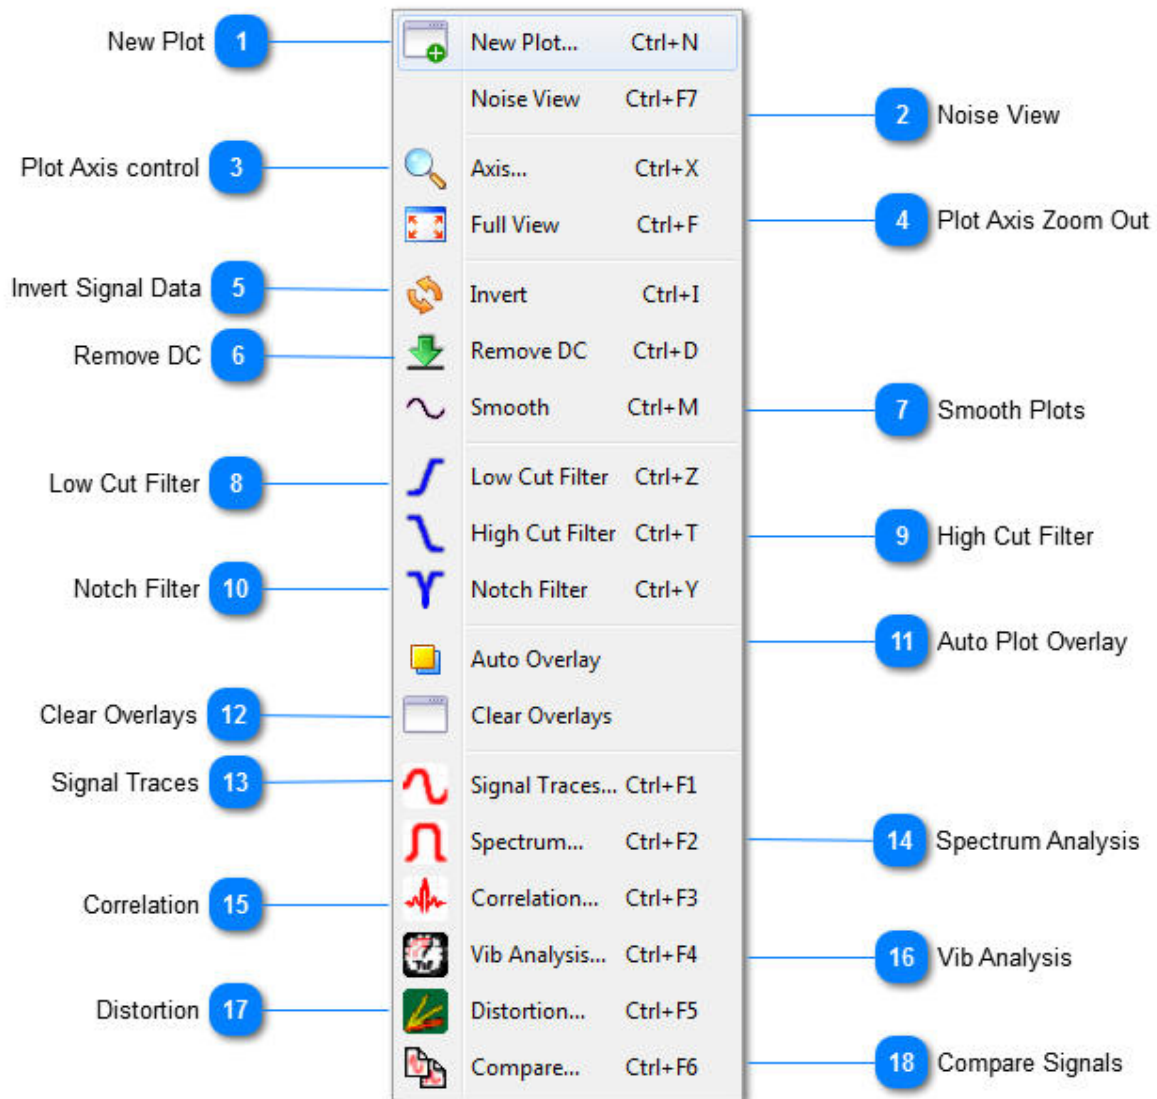 New Plot 1 New Plot... Ctrl+N
Noise View Ctrl+F7
2 Noise View
Plot Axis control 3 Axis... Ctrl+X
Full View Ctrl+F 4 Plot Axis Zoom Out
Invert Signal Data 5 Invert Ctrl+I
Remove DC 6 Remove DC Ctrl+D
Smooth Ctrl+M 7 Smooth Plots
Low Cut Filter 8 Low Cut Filter Ctrl+Z
High Cut Filter Ctrl+T 9 High Cut Filter
Notch Filter 10 Notch Filter Ctrl+Y
11 Auto Plot Overlay
Auto Overlay
Clear Overlays 12 Clear Overlays
Signal Traces 13 Signal Traces... Ctrl+F1
Spectrum... Ctrl+F2 14 Spectrum Analysis
Correlation 15 Correlation... Ctrl+F3
Vib Analysis... Ctrl+F4 16 Vib Analysis
Distortion 17 Distortion... Ctrl+F5
Compare... Ctrl+F6 18 Compare Signals